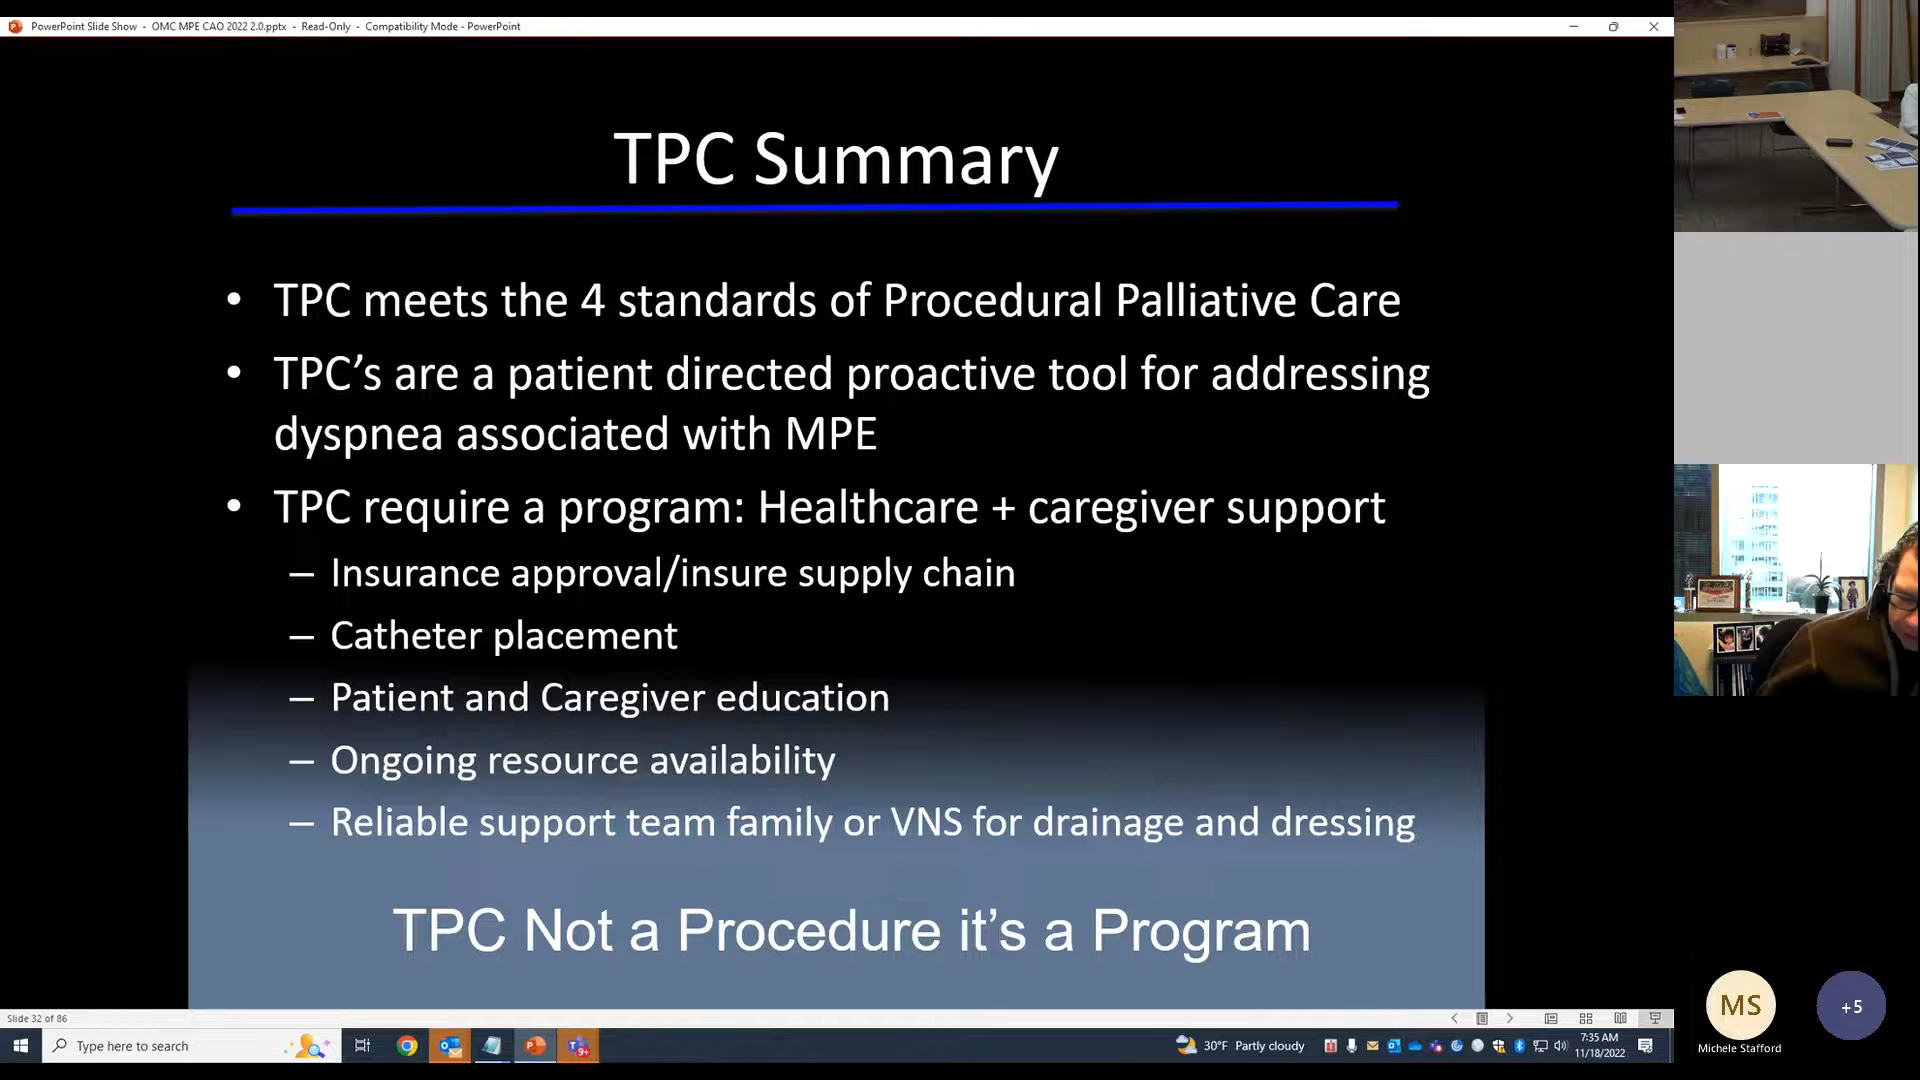 PowerPoint Slide Show - OMC MPE CAO 2022 2.0.pptx - Read-Only - Compatibility Mode - PowerPoint
TPC Summary
• TPC meets the 4 standards of Procedural Palliative Care
• TPC’s are a patient directed proactive tool for addressing
dyspnea associated with MPE
• TPC require a program: Healthcare + caregiver support
– Insurance approval/insure supply chain
– Catheter placement
– Patient and Caregiver education
– Ongoing resource availability
– Reliable support team family or VNS for drainage and dressing
TPC Not a Procedure it’s a Program
Slide 32 of 86
Type here to search
9+
30°F Partly cloudy
7:35 AM
11/18/2022
MS
Michele Stafford
+5